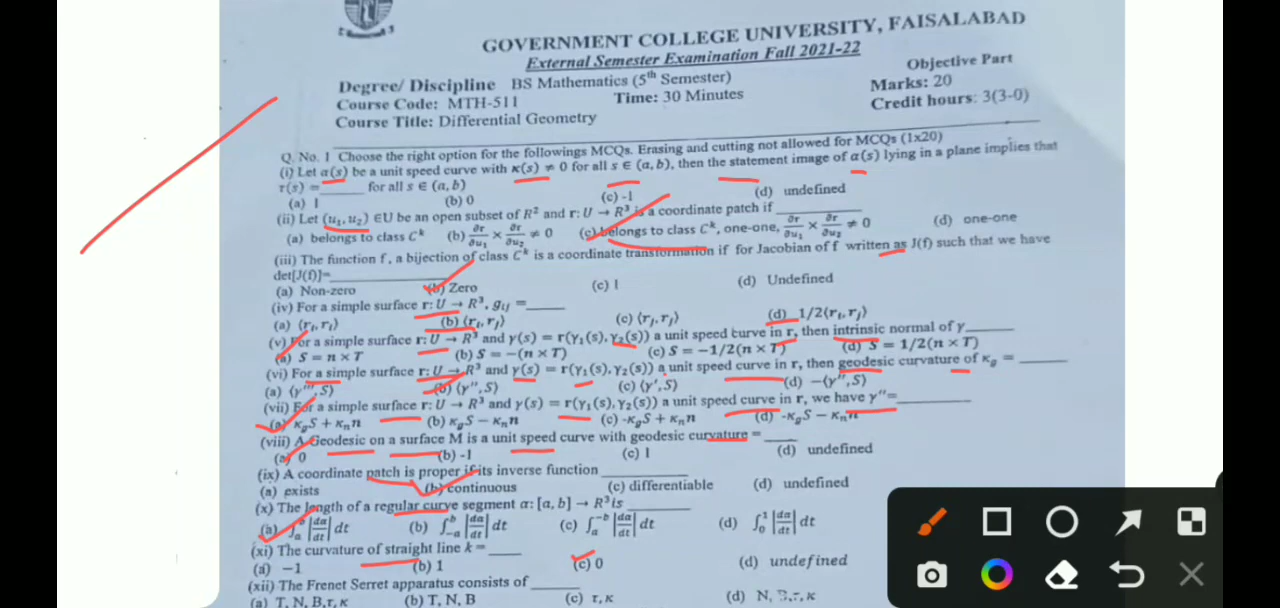 GOVERNMENT COLLEGE UNIVERSITY, FAISALABAD
External Semester Examination Fall 2021-22
Objective Part
Degree/ Discipline BS Mathematics (5th Semester)
Marks: 20
Course Code: MTH-511 Time: 30 Minutes
Credit hours: 3(3-0)
Course Title: Differential Geometry
Q. No. 1 Choose the right option for the followings MCQs. Erasing and cutting not allowed for MCQs (1x20)
(i) Let α(s) be a unit speed curve with κ(s) ≠ 0 for all s ∈ (a, b), then the statement image of α(s) lying in a plane implies that
τ(s) =______ for all s ∈ (a, b)
(a) 1 (b) 0 (c) -1 (d) undefined
(ii) Let (u₁, u₂) ∈U be an open subset of R² and r: U → R³ is a coordinate patch if ________
(a) belongs to class Cᵏ (b) ∂r/∂u₁ × ∂r/∂u₂ ≠ 0 (c) belongs to class Cᵏ, one-one, ∂r/∂u₁ × ∂r/∂u₂ ≠ 0 (d) one-one
(iii) The function f, a bijection of class Cᵏ is a coordinate transformation if for Jacobian of f written as J(f) such that we have
det[J(f)]=________
(a) Non-zero (b) Zero (c) 1 (d) Undefined
(iv) For a simple surface r: U → R³, gᵢⱼ =_____
(a) ⟨rᵢ, rᵢ⟩ (b) ⟨rᵢ, rⱼ⟩ (c) ⟨rⱼ, rⱼ⟩ (d) 1/2⟨rᵢ, rⱼ⟩
(v) For a simple surface r: U → R³ and γ(s) = r(γ₁(s), γ₂(s)) a unit speed curve in r, then intrinsic normal of γ______
(a) S = n × T (b) S = −(n × T) (c) S = −1/2(n × T) (d) S = 1/2(n × T)
(vi) For a simple surface r: U → R³ and γ(s) = r(γ₁(s), γ₂(s)) a unit speed curve in r, then geodesic curvature of κg = ______
(a) ⟨γ''', S⟩ (b) ⟨γ'', S⟩ (c) ⟨γ', S⟩ (d) −⟨γ'', S⟩
(vii) For a simple surface r: U → R³ and γ(s) = r(γ₁(s), γ₂(s)) a unit speed curve in r, we have γ''=________
(a) κgS + κₙn (b) κgS − κₙn (c) -κgS + κₙn (d) -κgS − κₙn
(viii) A Geodesic on a surface M is a unit speed curve with geodesic curvature = ____
(a) 0 (b) -1 (c) 1 (d) undefined
(ix) A coordinate patch is proper if its inverse function ________
(a) exists (b) continuous (c) differentiable (d) undefined
(x) The length of a regular curve segment α: [a, b] → R³ is ______
(a) ∫ₐᵇ |dα/dt| dt (b) ∫₋ₐᵇ |dα/dt| dt (c) ∫ₐ⁻ᵇ |dα/dt| dt (d) ∫₀¹ |dα/dt| dt
(xi) The curvature of straight line k = ____
(a) −1 (b) 1 (c) 0 (d) undefined
(xii) The Frenet Serret apparatus consists of _____
(a) T, N, B,τ, κ (b) T, N, B (c) τ, κ (d) N, B,τ, κ